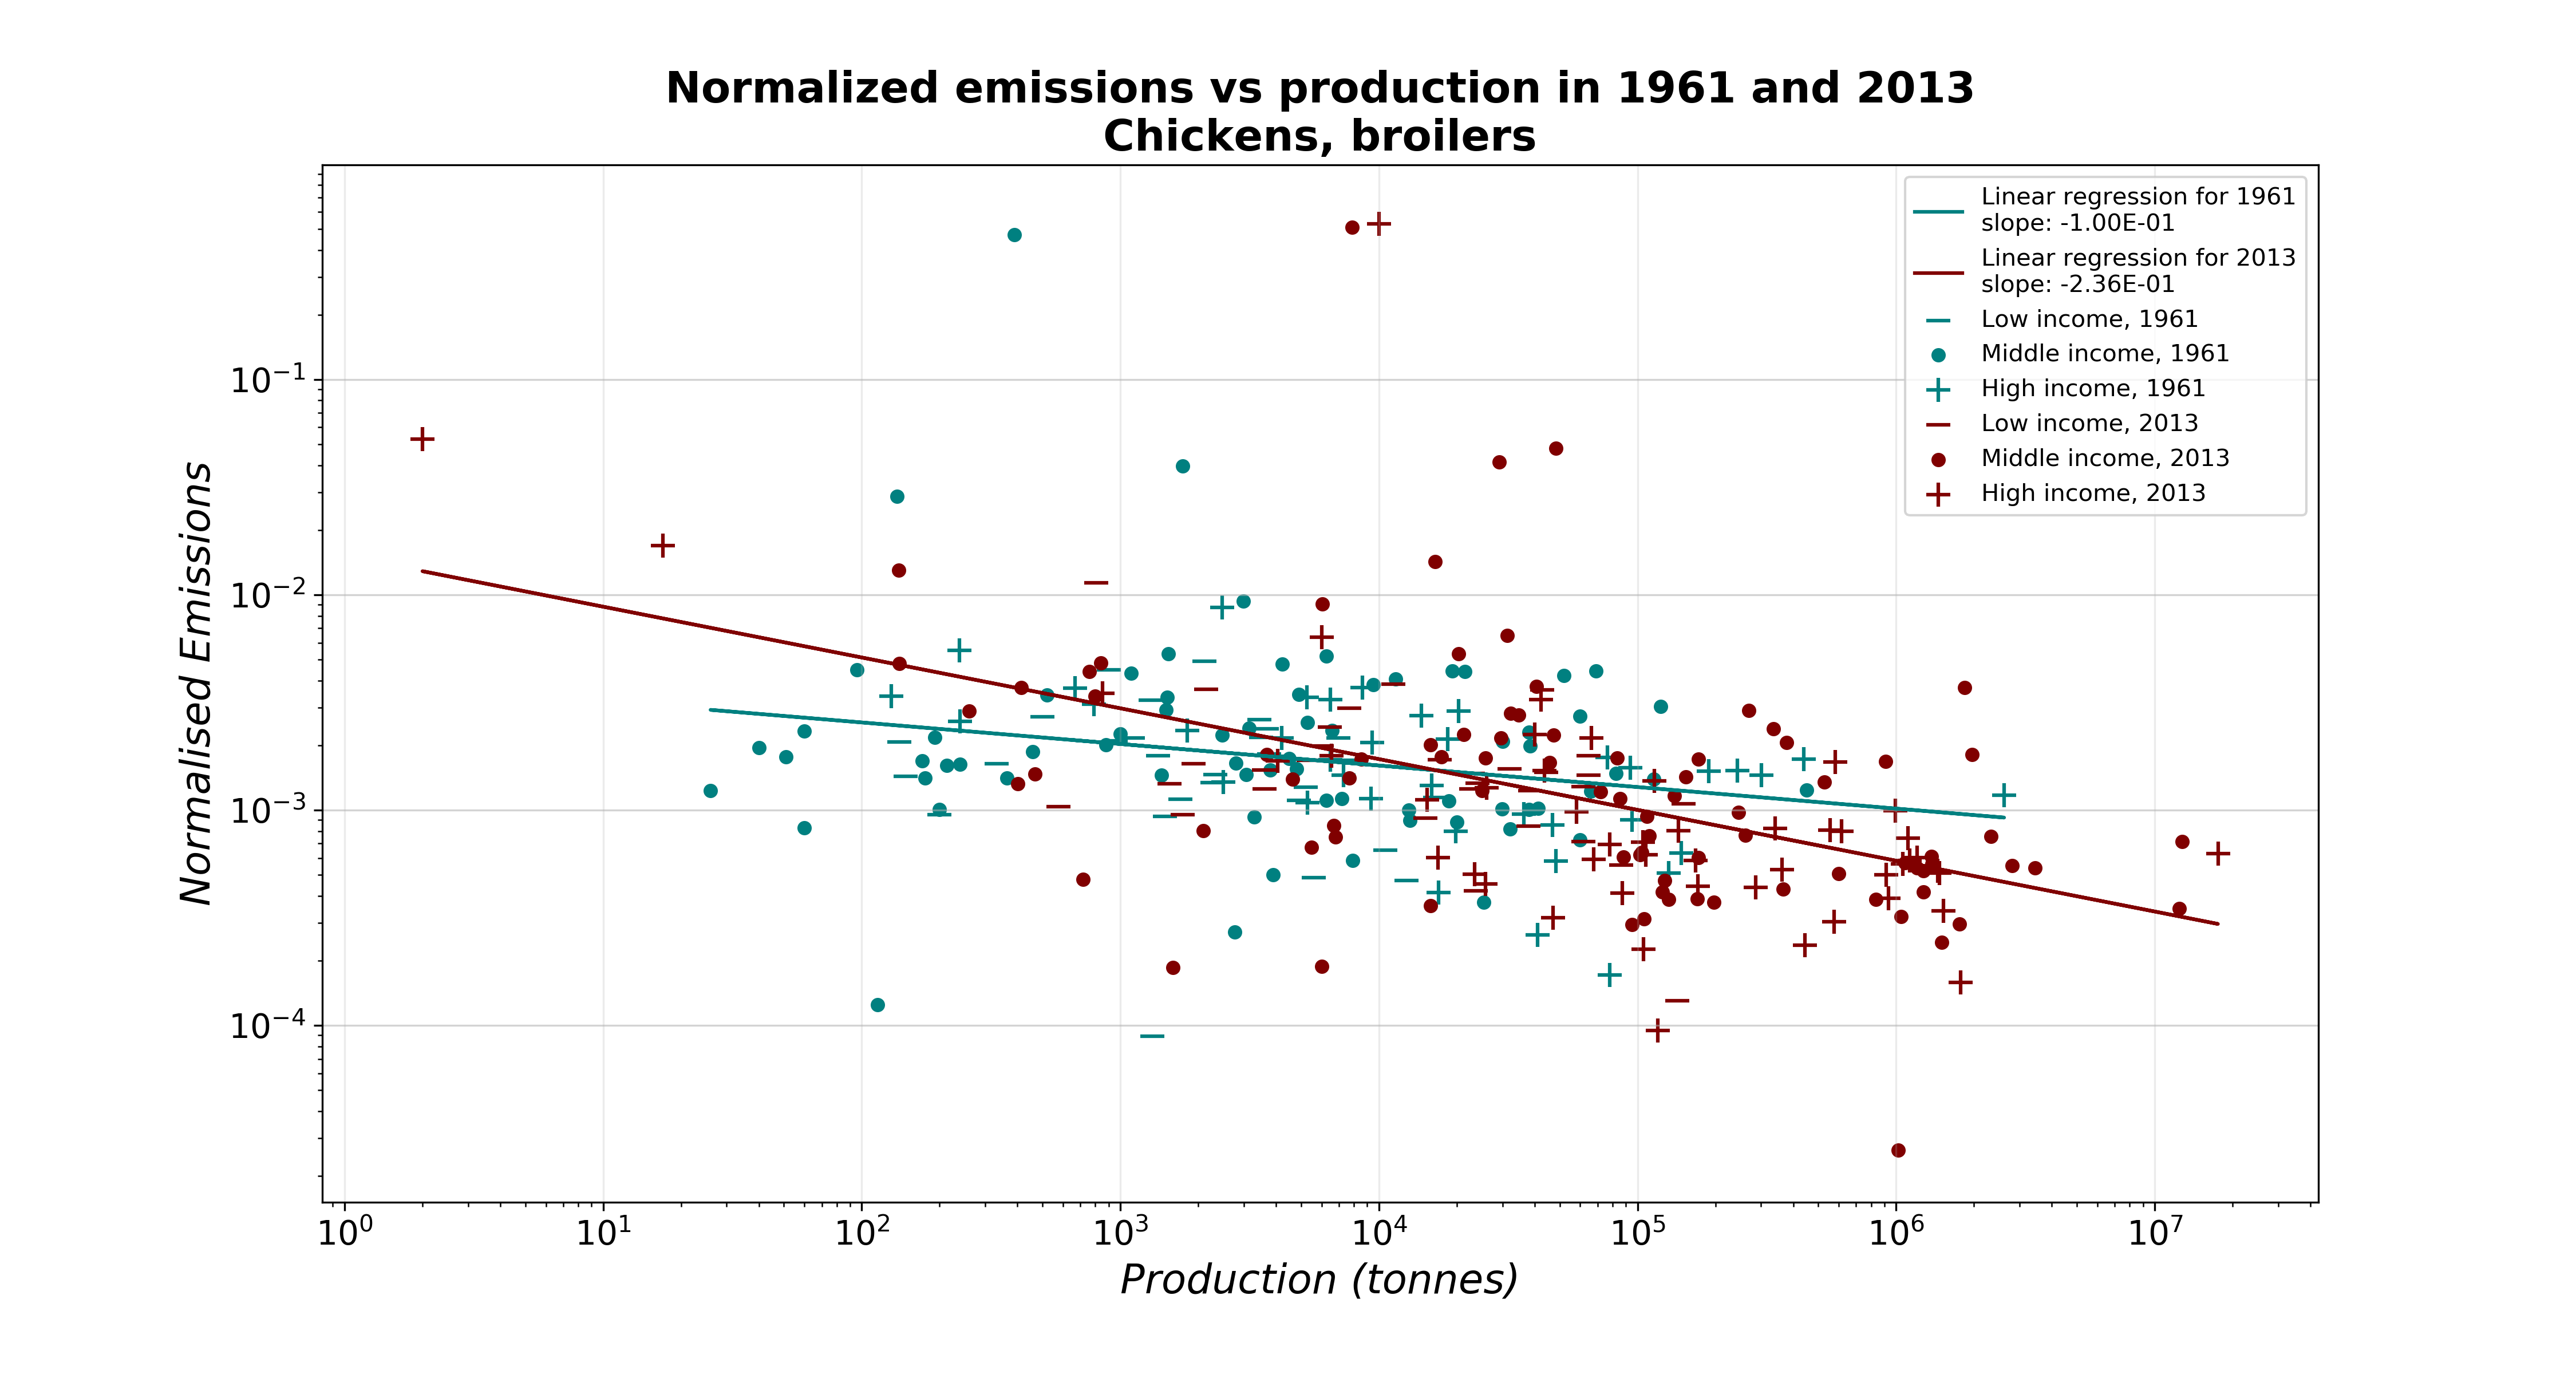 Normalized emissions vs production in 1961 and 2013
Chickens, broilers
Linear regression for 1961
slope: -1.00E-01
Linear regression for 2013
slope: -2.36E-01
Low income, 1961
Middle income, 1961
High income, 1961
Low income, 2013
Middle income, 2013
High income, 2013
Normalised Emissions
10⁻¹
10⁻²
10⁻³
10⁻⁴
10⁰ 10¹ 10² 10³ 10⁴ 10⁵ 10⁶ 10⁷
Production (tonnes)